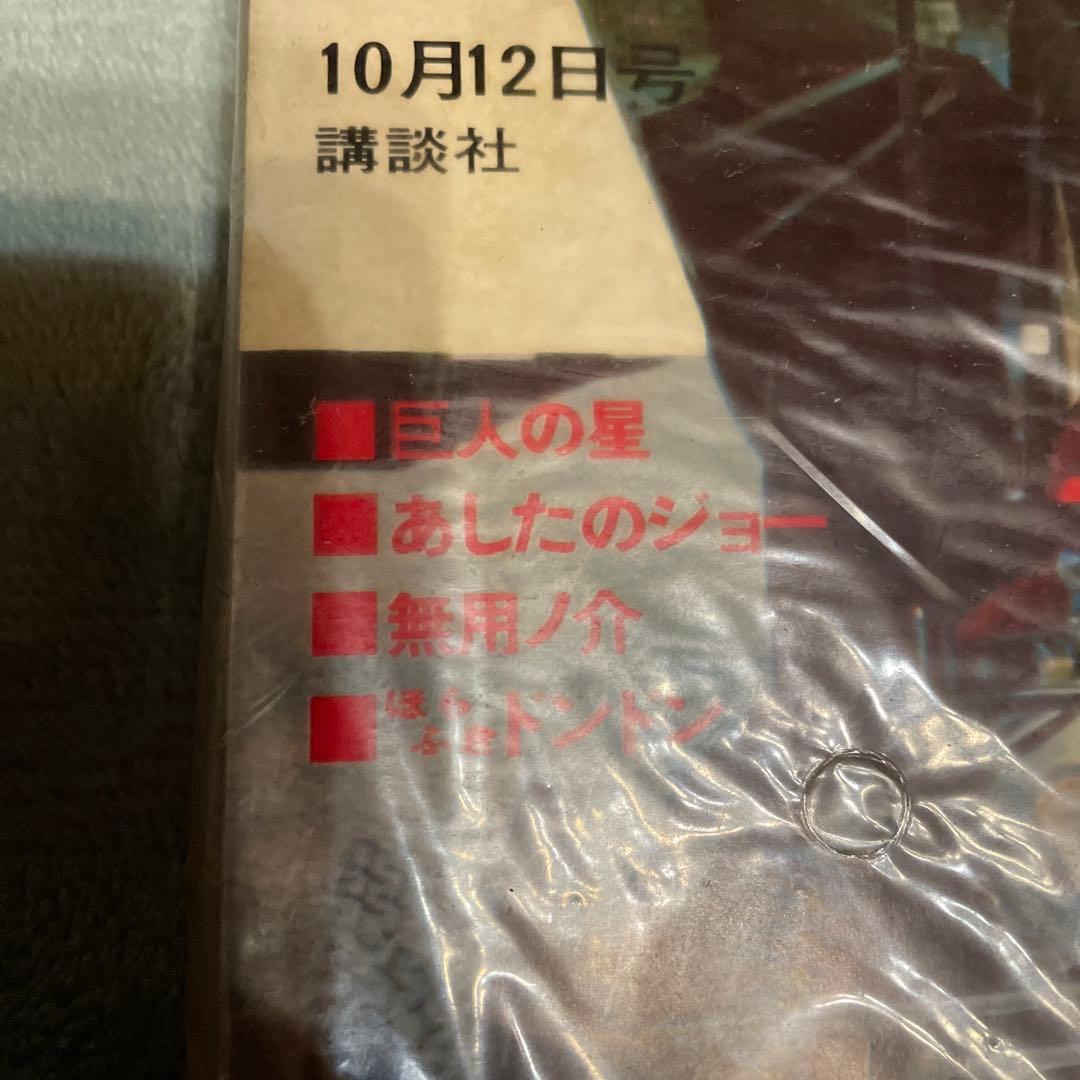 10月12日号
講談社
■巨人の星
■あしたのジョー
■無用ノ介
■ほらふきドントン